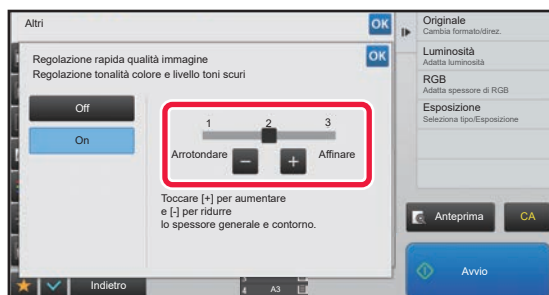 Altri
OK
Regolazione rapida qualità immagine
Regolazione tonalità colore e livello toni scuri
OK
Off
On
1 2 3
Arrotondare − + Affinare
Toccare [+] per aumentare
e [-] per ridurre
lo spessore generale e contorno.
Indietro
A3
4
Originale
Cambia formato/direz.
Luminosità
Adatta luminosità
RGB
Adatta spessore di RGB
Esposizione
Seleziona tipo/Esposizione
Anteprima
CA
Avvio